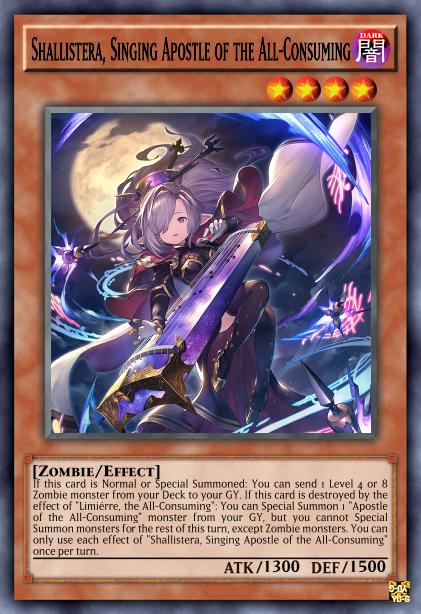 Shallistera, Singing Apostle of the All-Consuming
DARK
闇
[Zombie/Effect]
If this card is Normal or Special Summoned: You can send 1 Level 4 or 8
Zombie monster from your Deck to your GY. If this card is destroyed by the
effect of "Limiérre, the All-Consuming": You can Special Summon 1 "Apostle
of the All-Consuming" monster from your GY, but you cannot Special
Summon monsters for the rest of this turn, except Zombie monsters. You can
only use each effect of "Shallistera, Singing Apostle of the All-Consuming"
once per turn.
ATK/1300 DEF/1500